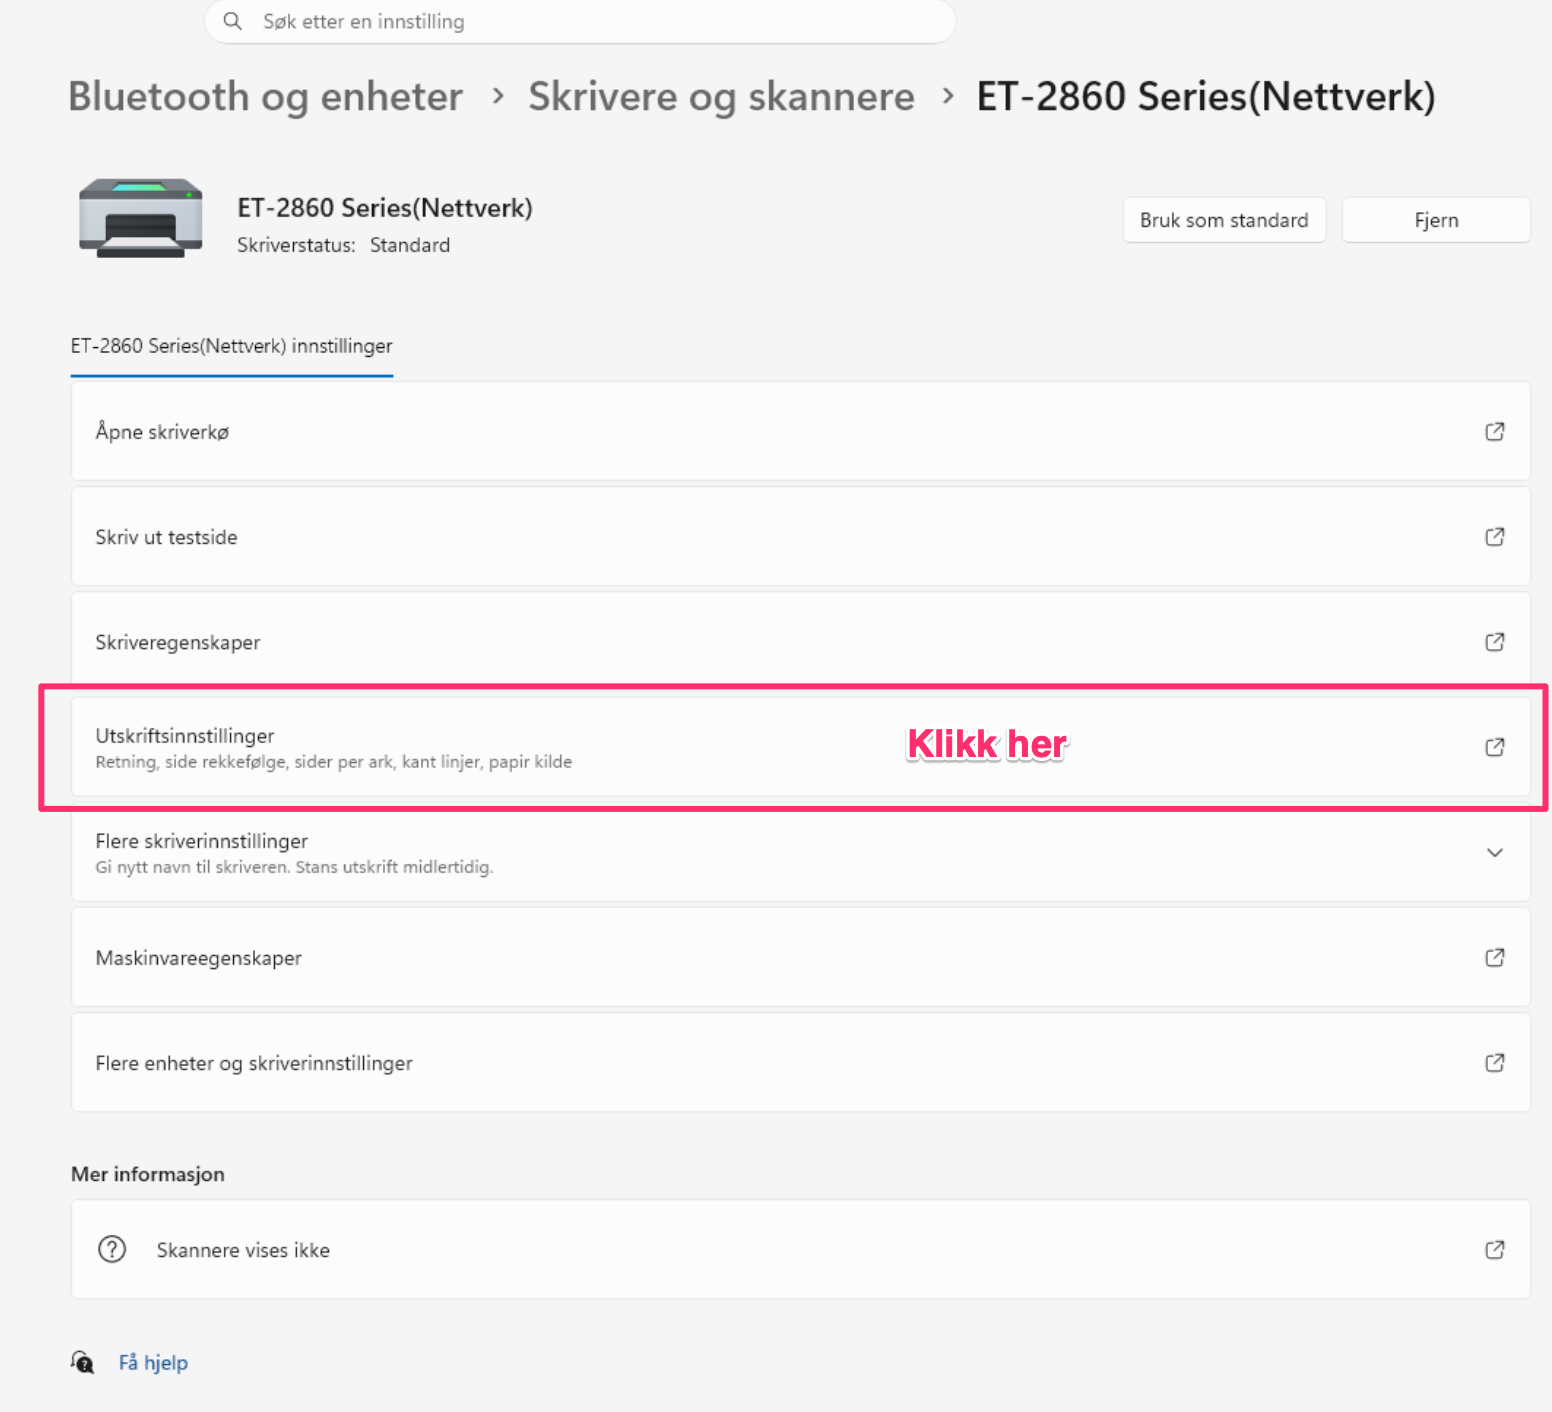 Søk etter en innstilling
Bluetooth og enheter > Skrivere og skannere > ET-2860 Series(Nettverk)
ET-2860 Series(Nettverk)
Skriverstatus: Standard
Bruk som standard
Fjern
ET-2860 Series(Nettverk) innstillinger
Åpne skriverkø
Skriv ut testside
Skriveregenskaper
Utskriftsinnstillinger
Retning, side rekkefølge, sider per ark, kant linjer, papir kilde
Klikk her
Flere skriverinnstillinger
Gi nytt navn til skriveren. Stans utskrift midlertidig.
Maskinvareegenskaper
Flere enheter og skriverinnstillinger
Mer informasjon
Skannere vises ikke
Få hjelp